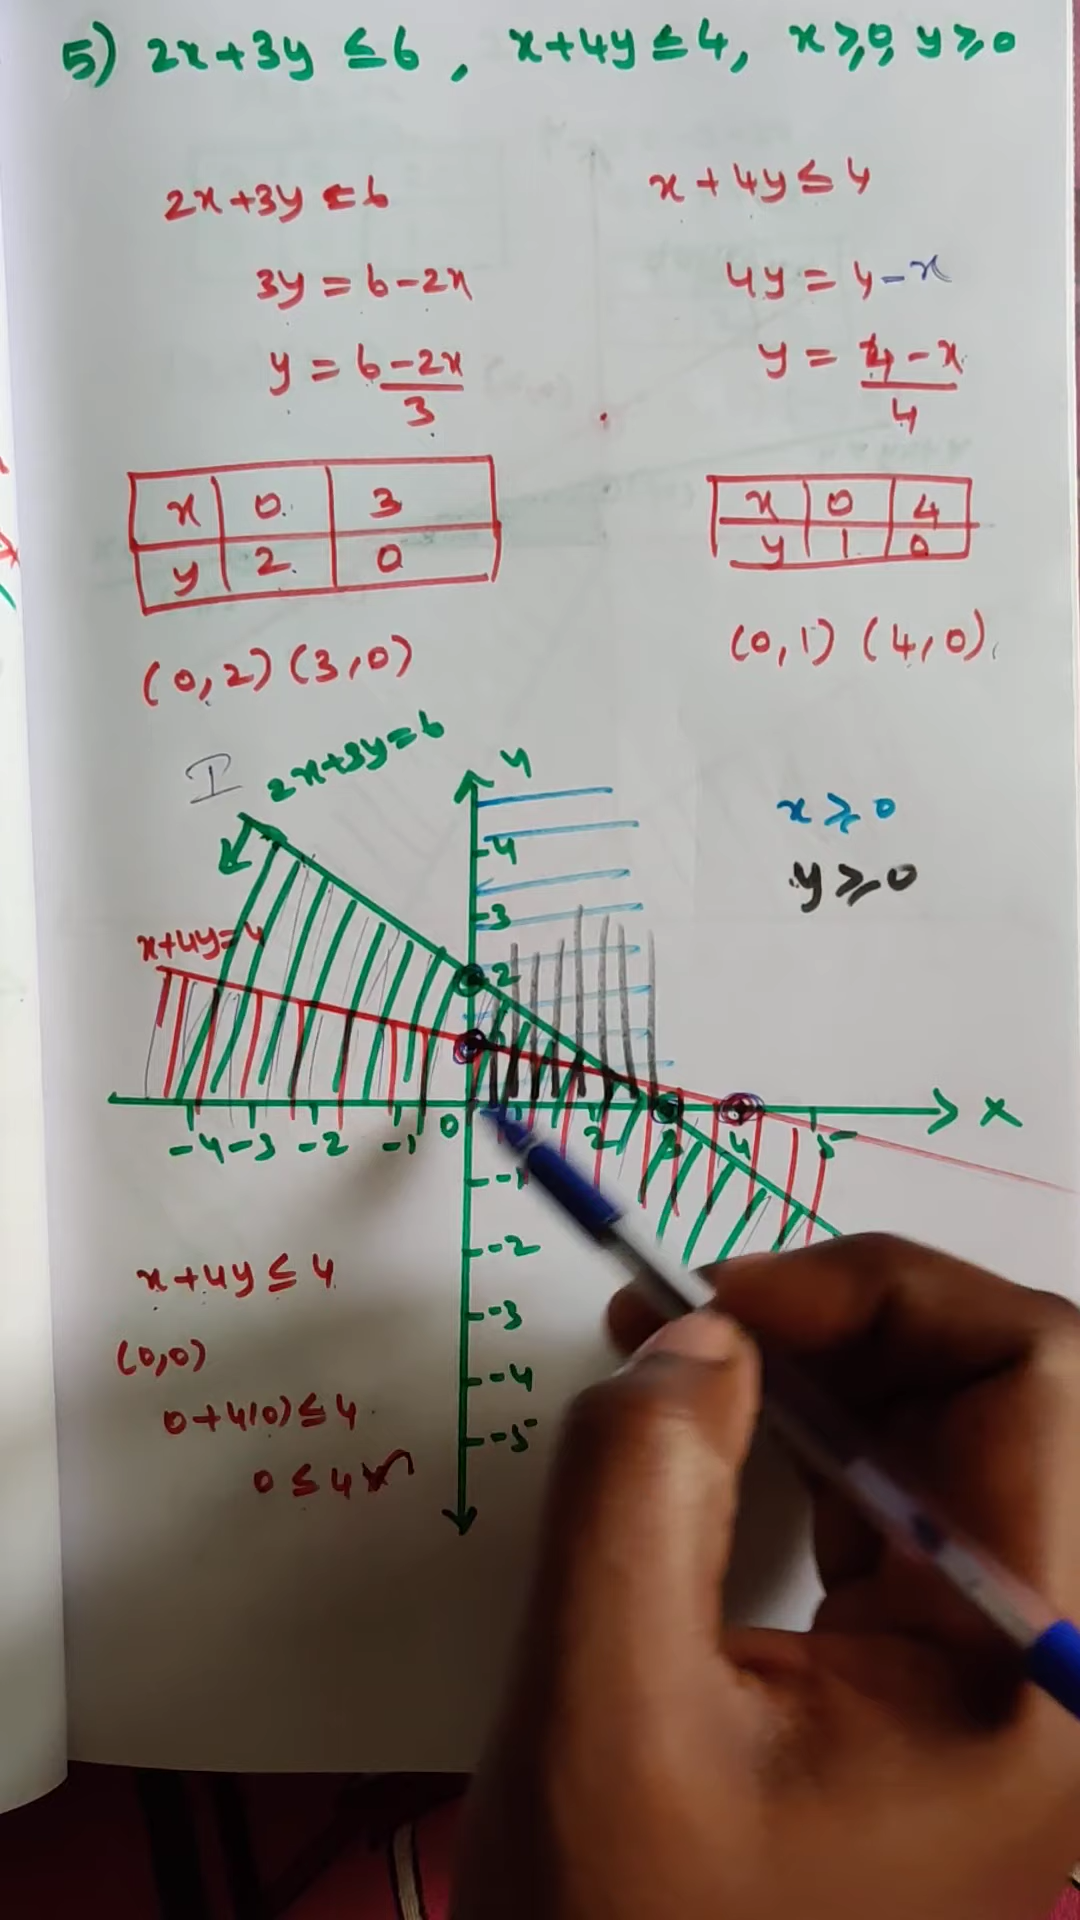 5) 2x+3y ≤ 6, x+4y ≤ 4, x ≥ 0, y ≥ 0
2x+3y ≤ 6
3y = 6-2x
y = 6-2x
3
x 0 3
y 2 0
(0,2) (3,0)
x + 4y ≤ 4
4y = 4-x
y = 4-x
4
x 0 4
y 1 0
(0,1) (4,0)
I 2x+3y=6
y
x ≥ 0
y ≥ 0
4
3
x+4y=4
2
-4 -3 -2 -1 0 2 4 5 X
-1
-2
-3
-4
-5
x+4y ≤ 4
(0,0)
0+4(0) ≤ 4
0 ≤ 4